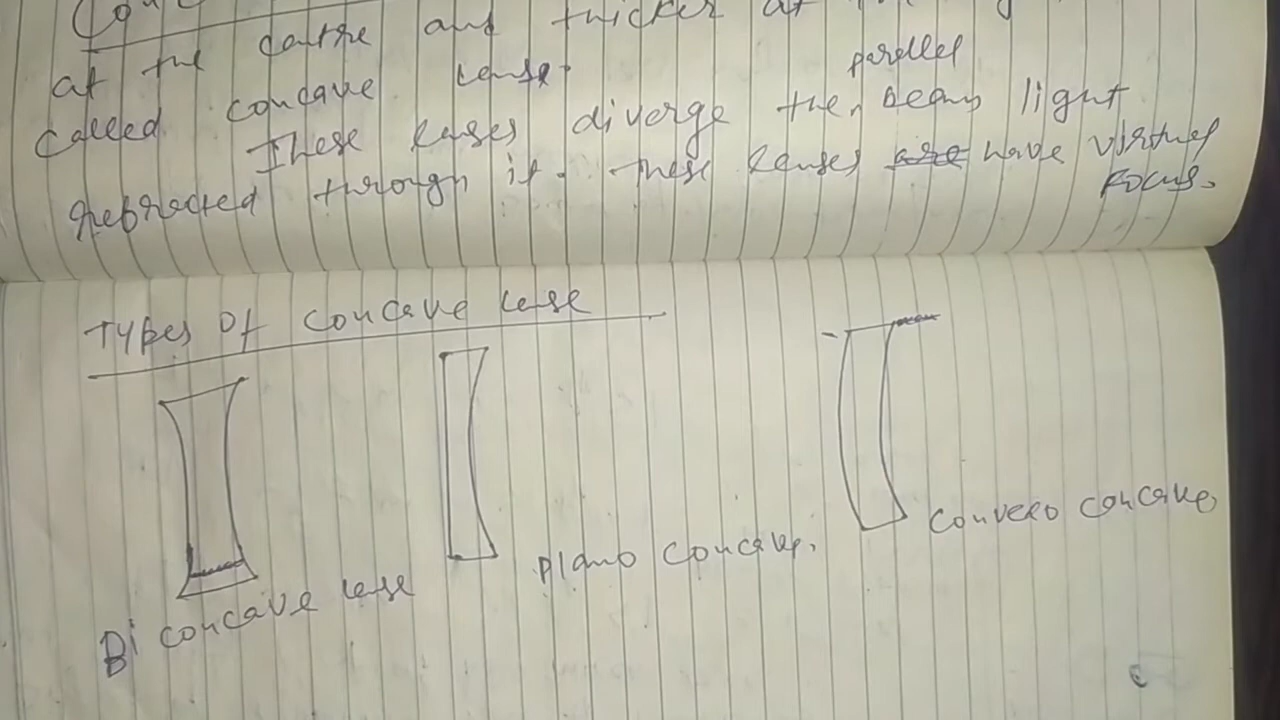 and thicker at
at the centre
called concave lense.
parallel
These lenses diverge the beam light
refracted through it. These lenses are have virtual
Focus.
Types Of concave lense
Bi concave lense
plano concave.
convexo concave